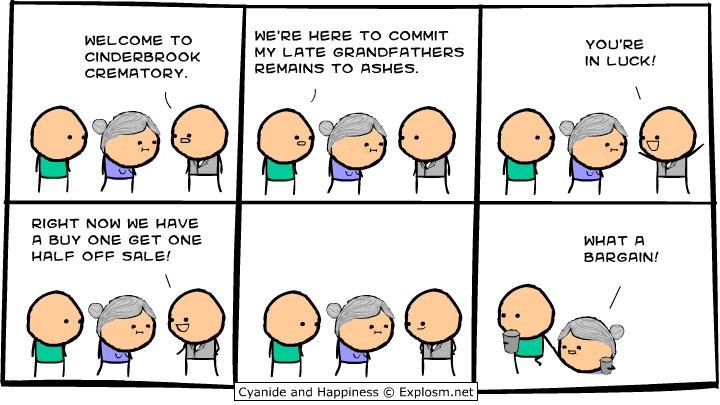 WELCOME TO
CINDERBROOK
CREMATORY.
WE'RE HERE TO COMMIT
MY LATE GRANDFATHERS
REMAINS TO ASHES.
YOU'RE
IN LUCK!
RIGHT NOW WE HAVE
A BUY ONE GET ONE
HALF OFF SALE!
WHAT A
BARGAIN!
Cyanide and Happiness © Explosm.net